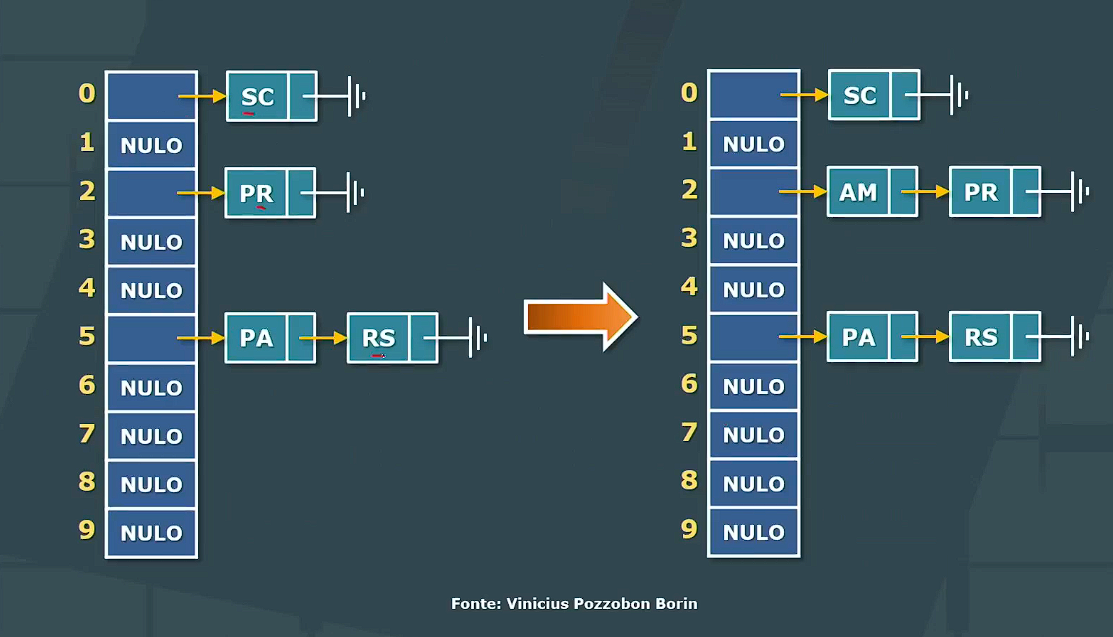 0 SC 0 SC
1 NULO 1 NULO
2 PR 2 AM PR
3 NULO 3 NULO
4 NULO 4 NULO
5 PA RS 5 PA RS
6 NULO 6 NULO
7 NULO 7 NULO
8 NULO 8 NULO
9 NULO 9 NULO
Fonte: Vinicius Pozzobon Borin